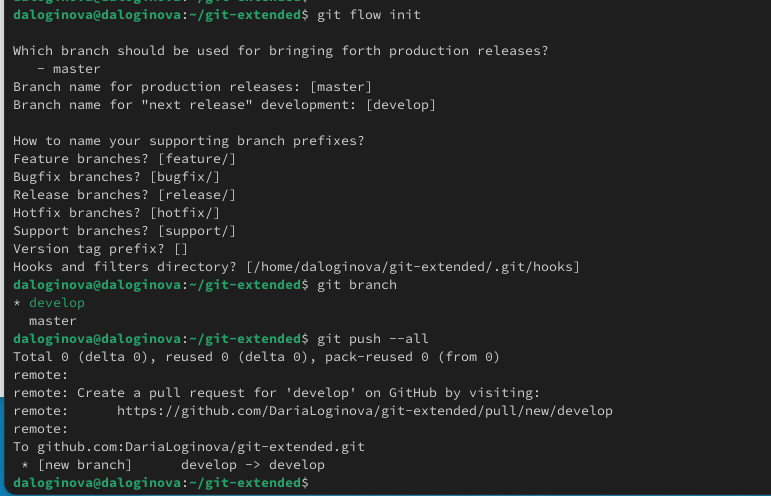 daloginova@daloginova:~/git-extended$ git flow init
Which branch should be used for bringing forth production releases?
   - master
Branch name for production releases: [master]
Branch name for "next release" development: [develop]
How to name your supporting branch prefixes?
Feature branches? [feature/]
Bugfix branches? [bugfix/]
Release branches? [release/]
Hotfix branches? [hotfix/]
Support branches? [support/]
Version tag prefix? []
Hooks and filters directory? [/home/daloginova/git-extended/.git/hooks]
daloginova@daloginova:~/git-extended$ git branch
* develop
  master
daloginova@daloginova:~/git-extended$ git push --all
Total 0 (delta 0), reused 0 (delta 0), pack-reused 0 (from 0)
remote:
remote: Create a pull request for 'develop' on GitHub by visiting:
remote:      https://github.com/DariaLoginova/git-extended/pull/new/develop
remote:
To github.com:DariaLoginova/git-extended.git
 * [new branch]      develop -> develop
daloginova@daloginova:~/git-extended$